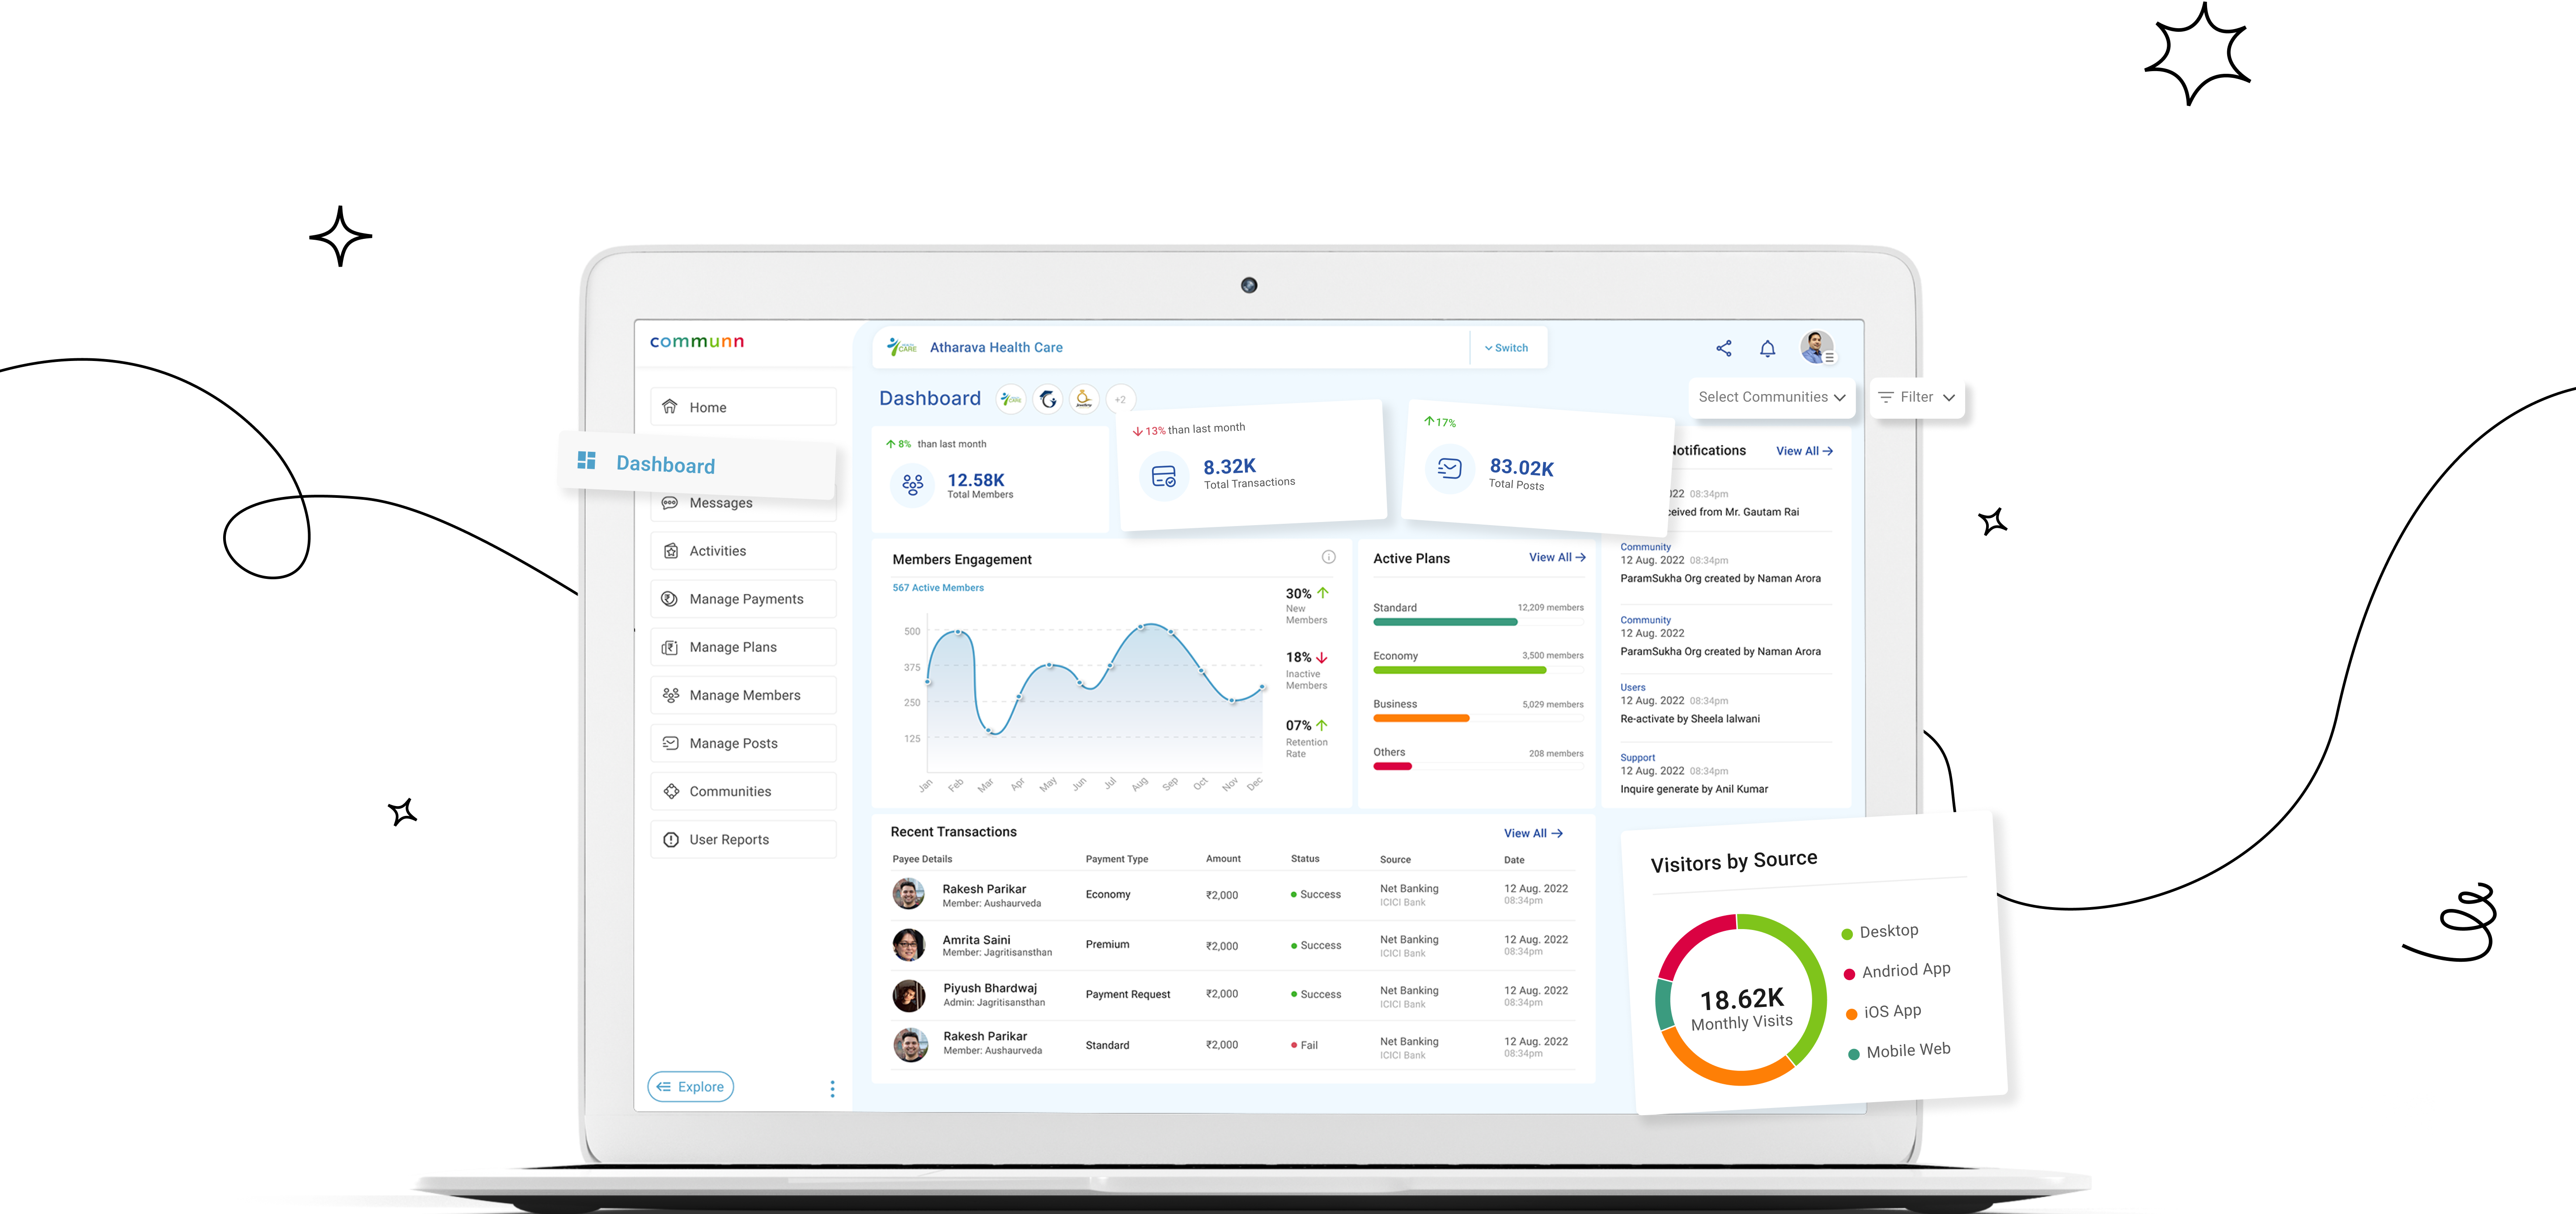 communn
Atharava Health Care
Switch
Home
Dashboard
Messages
Activities
Manage Payments
Manage Plans
Manage Members
Manage Posts
Communities
User Reports
Explore
Dashboard
+2
Select Communities
Filter
8% than last month
12.58K
Total Members
13% than last month
8.32K
Total Transactions
17%
83.02K
Total Posts
Members Engagement
567 Active Members
500
375
250
125
Jan Feb Mar Apr May Jun Jul Aug Sep Oct Nov Dec
30%
New
Members
18%
Inactive
Members
07%
Retention
Rate
Active Plans View All
Standard 12,209 members
Economy 3,500 members
Business 5,029 members
Others 208 members
View All
08:34pm
from Mr. Gautam Rai
Community
12 Aug. 2022 08:34pm
ParamSukha Org created by Naman Arora
Community
12 Aug. 2022
ParamSukha Org created by Naman Arora
Users
12 Aug. 2022 08:34pm
Re-activate by Sheela lalwani
Support
12 Aug. 2022 08:34pm
Inquire generate by Anil Kumar
Recent Transactions View All
Payee Details Payment Type Amount Status Source Date
Rakesh Parikar Economy ₹2,000 Success Net Banking 12 Aug. 2022
Member: Aushaurveda ICICI Bank 08:34pm
Amrita Saini Premium ₹2,000 Success Net Banking 12 Aug. 2022
Member: Jagritisansthan ICICI Bank 08:34pm
Piyush Bhardwaj Payment Request ₹2,000 Success Net Banking 12 Aug. 2022
Admin: Jagritisansthan ICICI Bank 08:34pm
Rakesh Parikar Standard ₹2,000 Fail Net Banking 12 Aug. 2022
Member: Aushaurveda ICICI Bank 08:34pm
Visitors by Source
18.62K
Monthly Visits
Desktop
Andriod App
iOS App
Mobile Web